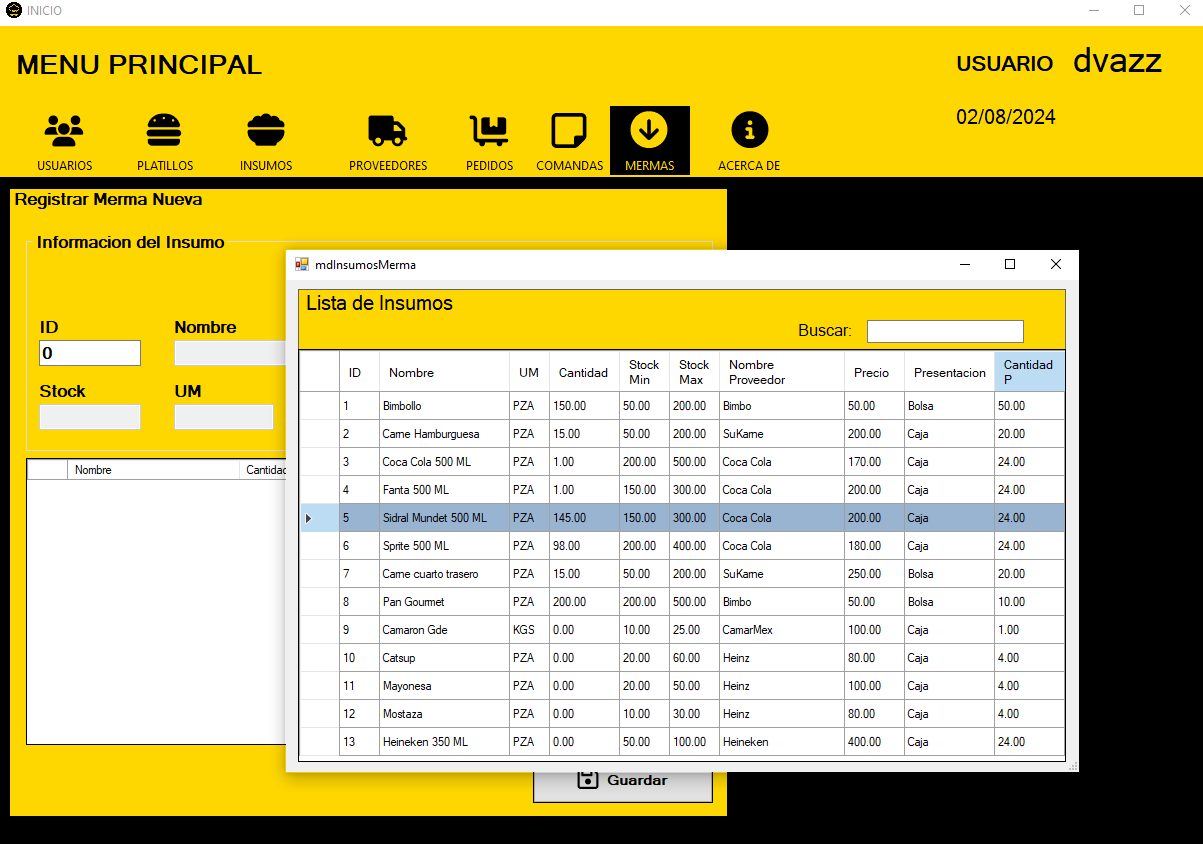 INICIO
MENU PRINCIPAL
USUARIO dvazz
02/08/2024
USUARIOS PLATILLOS INSUMOS PROVEEDORES PEDIDOS COMANDAS MERMAS ACERCA DE
Registrar Merma Nueva
Informacion del Insumo
ID Nombre
0
Stock UM
Nombre Cantidad
mdInsumosMerma
Lista de Insumos
Buscar:
ID Nombre UM Cantidad Stock Min Stock Max Nombre Proveedor Precio Presentacion Cantidad P
1 Bimbollo PZA 150.00 50.00 200.00 Bimbo 50.00 Bolsa 50.00
2 Carne Hamburguesa PZA 15.00 50.00 200.00 SuKarne 200.00 Caja 20.00
3 Coca Cola 500 ML PZA 1.00 200.00 500.00 Coca Cola 170.00 Caja 24.00
4 Fanta 500 ML PZA 1.00 150.00 300.00 Coca Cola 200.00 Caja 24.00
5 Sidral Mundet 500 ML PZA 145.00 150.00 300.00 Coca Cola 200.00 Caja 24.00
6 Sprite 500 ML PZA 98.00 200.00 400.00 Coca Cola 180.00 Caja 24.00
7 Carne cuarto trasero PZA 15.00 50.00 200.00 SuKarne 250.00 Bolsa 20.00
8 Pan Gourmet PZA 200.00 200.00 500.00 Bimbo 50.00 Bolsa 10.00
9 Camaron Gde KGS 0.00 10.00 25.00 CamarMex 100.00 Caja 1.00
10 Catsup PZA 0.00 20.00 60.00 Heinz 80.00 Caja 4.00
11 Mayonesa PZA 0.00 20.00 50.00 Heinz 100.00 Caja 4.00
12 Mostaza PZA 0.00 10.00 30.00 Heinz 80.00 Caja 4.00
13 Heineken 350 ML PZA 0.00 50.00 100.00 Heineken 400.00 Caja 24.00
Guardar